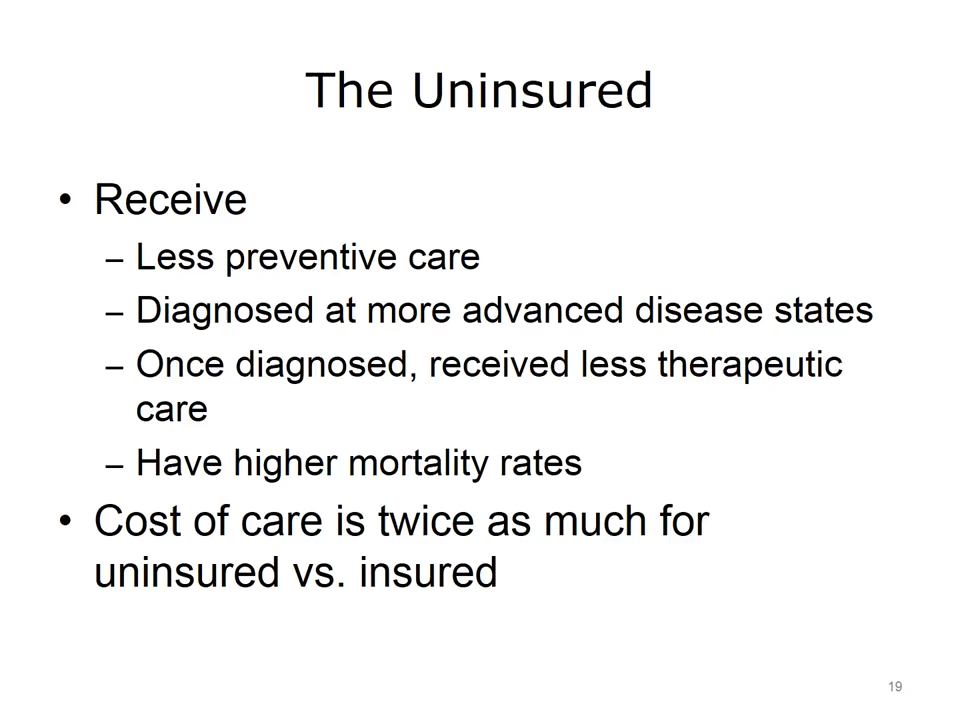 The Uninsured
• Receive
– Less preventive care
– Diagnosed at more advanced disease states
– Once diagnosed, received less therapeutic
care
– Have higher mortality rates
• Cost of care is twice as much for
uninsured vs. insured
19